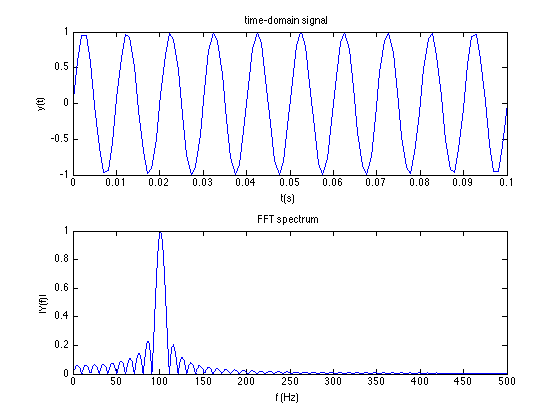 time-domain signal
1
0.5
0
-0.5
-1
y(t)
0 0.01 0.02 0.03 0.04 0.05 0.06 0.07 0.08 0.09 0.1
t(s)
FFT spectrum
1
0.8
0.6
0.4
0.2
0
|Y(f)|
0 50 100 150 200 250 300 350 400 450 500
f (Hz)